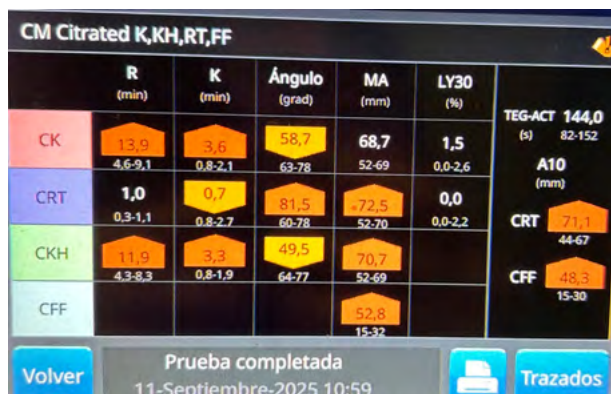 CM Citrated K,KH,RT,FF
R K Ángulo MA LY30
(min) (min) (grad) (mm) (%)
TEG-ACT 144,0
(s) 82-152
CK 13,9 3,6 58,7 68,7 1,5
4,6-9,1 0,8-2,1 63-78 52-69 0,0-2,6
A10
(mm)
CRT 1,0 0,7 81,5 72,5 0,0
0,3-1,1 0,8-2,7 60-78 52-70 0,0-2,2
CRT 71,1
44-67
CKH 11,9 3,3 49,5 70,7
4,3-8,3 0,8-1,9 64-77 52-69
CFF 48,3
15-30
CFF 52,8
15-32
Volver
Prueba completada
11-Septiembre-2025 10:59
Trazados